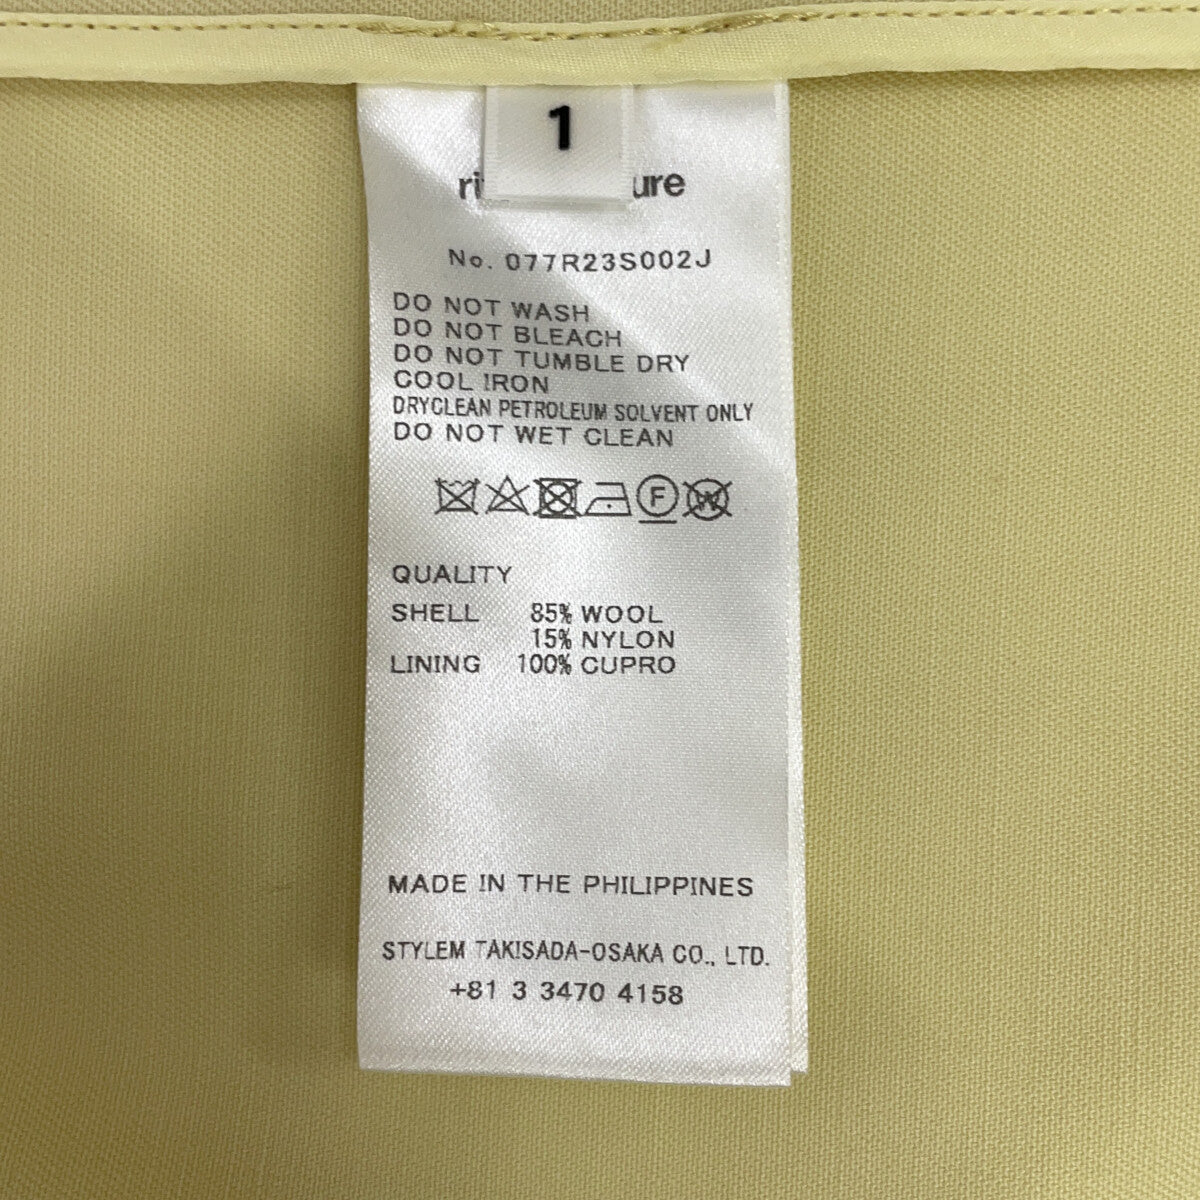 1
No. 077R23S002J
DO NOT WASH
DO NOT BLEACH
DO NOT TUMBLE DRY
COOL IRON
DRYCLEAN PETROLEUM SOLVENT ONLY
DO NOT WET CLEAN
F W
QUALITY
SHELL 85% WOOL
15% NYLON
LINING 100% CUPRO
MADE IN THE PHILIPPINES
STYLEM TAKISADA-OSAKA CO., LTD.
+81 3 3470 4158